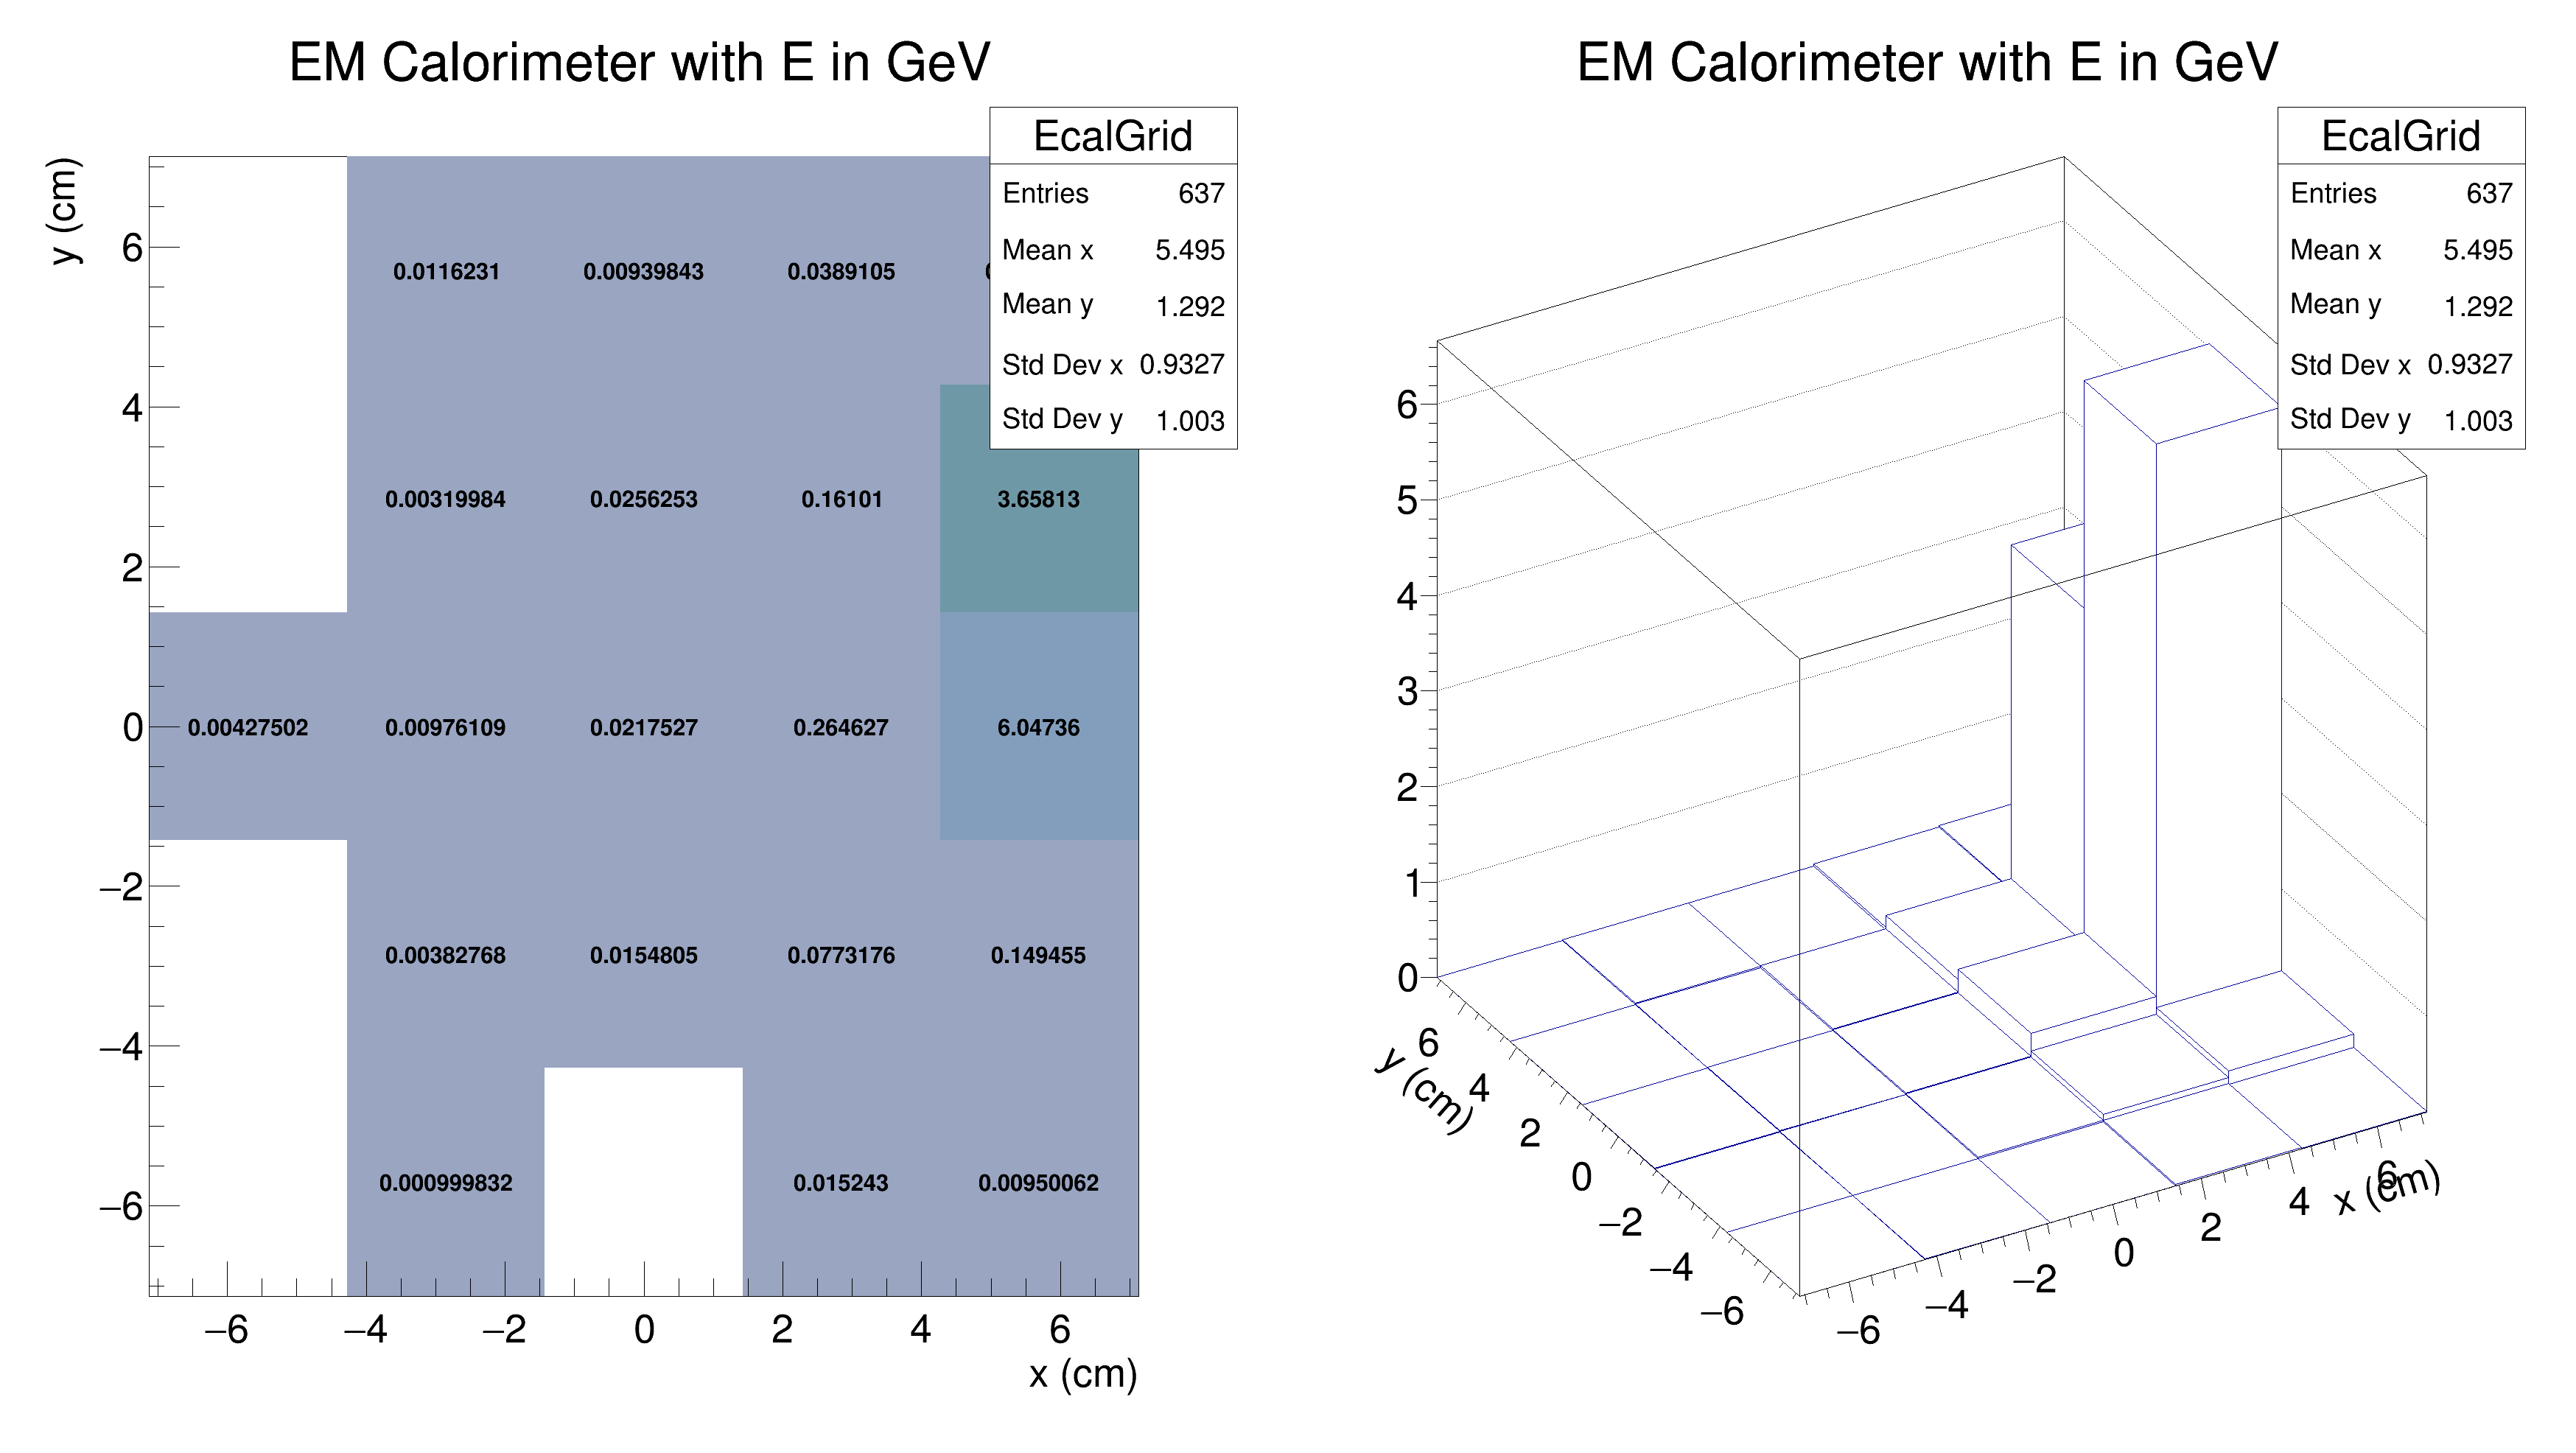 EM Calorimeter with E in GeV
EcalGrid
Entries 637
Mean x 5.495
Mean y 1.292
Std Dev x 0.9327
Std Dev y 1.003
y (cm)
6
4
2
0
−2
−4
−6
0.0116231 0.00939843 0.0389105
0.00319984 0.0256253 0.16101 3.65813
0.00427502 0.00976109 0.0217527 0.264627 6.04736
0.00382768 0.0154805 0.0773176 0.149455
0.000999832 0.015243 0.00950062
−6 −4 −2 0 2 4 6
x (cm)
EM Calorimeter with E in GeV
EcalGrid
Entries 637
Mean x 5.495
Mean y 1.292
Std Dev x 0.9327
Std Dev y 1.003
6
5
4
3
2
1
0
y (cm)
6
4
2
0
−2
−4
−6
−6
−4
−2
0
2
4
6
x (cm)